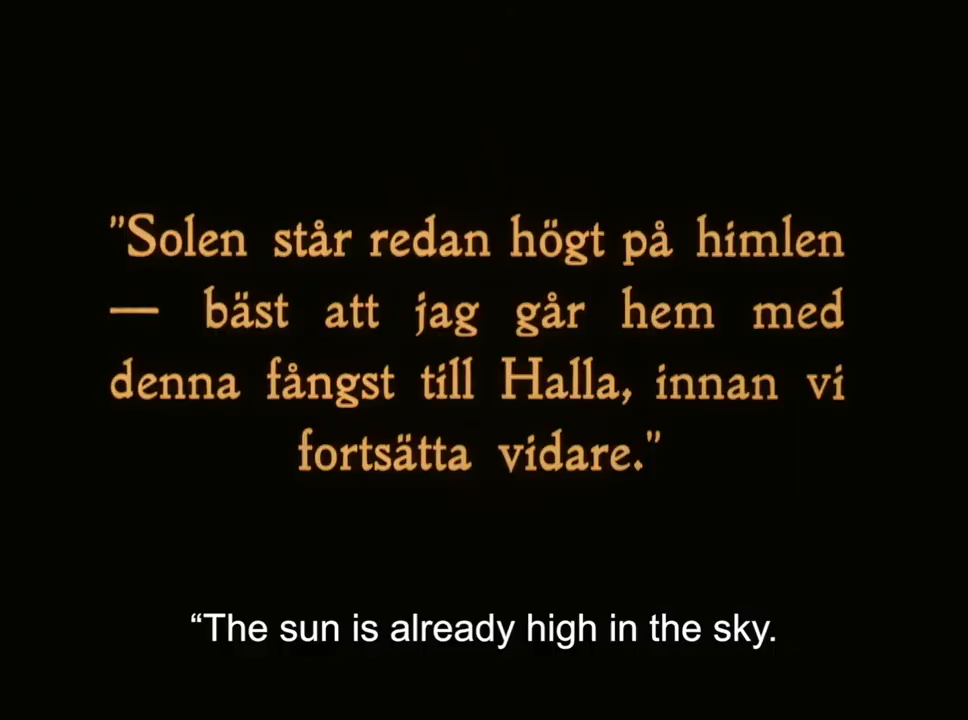 "Solen står redan högt på himlen
— bäst att jag går hem med
denna fångst till Halla, innan vi
fortsätta vidare."
“The sun is already high in the sky.